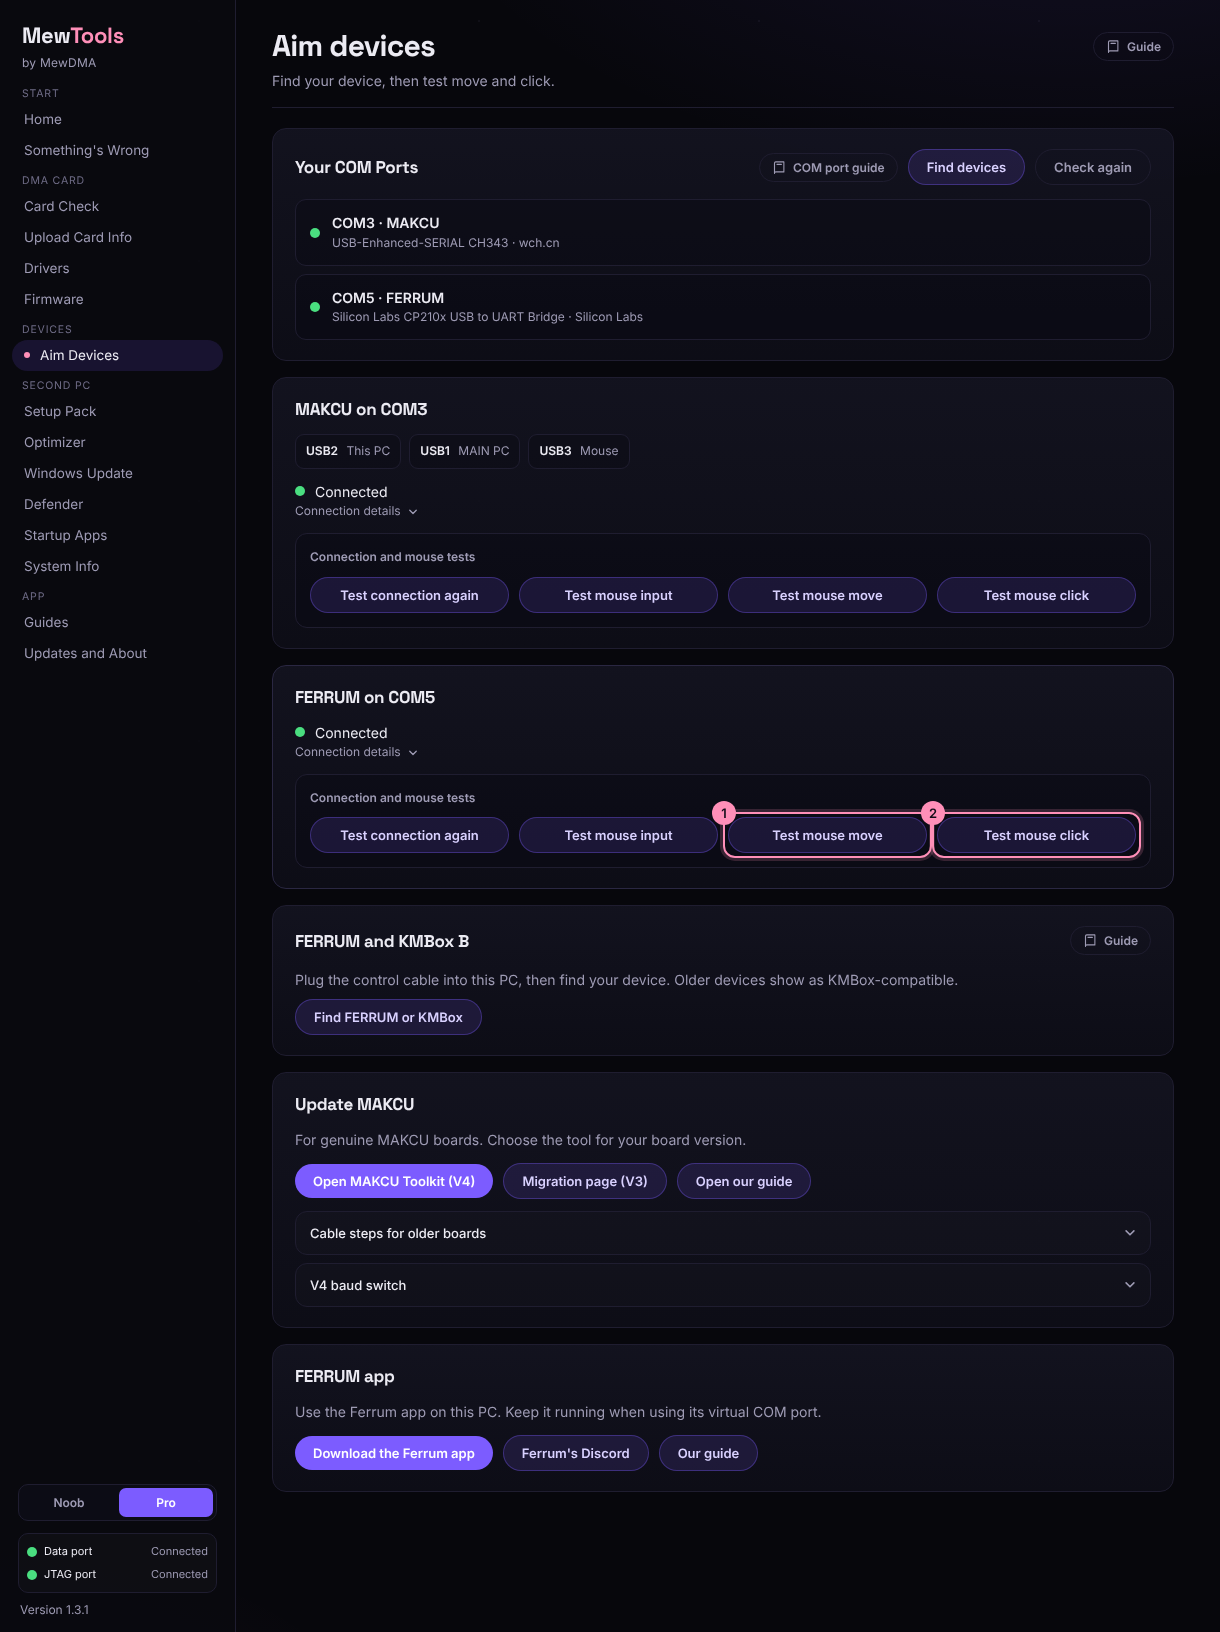 MewTools
by MewDMA
START
Home
Something's Wrong
DMA CARD
Card Check
Upload Card Info
Drivers
Firmware
DEVICES
Aim Devices
SECOND PC
Setup Pack
Optimizer
Windows Update
Defender
Startup Apps
System Info
APP
Guides
Updates and About
Noob
Pro
Data port Connected
JTAG port Connected
Version 1.3.1
Aim devices
Guide
Find your device, then test move and click.
Your COM Ports
COM port guide
Find devices
Check again
COM3 · MAKCU
USB-Enhanced-SERIAL CH343 · wch.cn
COM5 · FERRUM
Silicon Labs CP210x USB to UART Bridge · Silicon Labs
MAKCU on COM3
USB2 This PC
USB1 MAIN PC
USB3 Mouse
Connected
Connection details
Connection and mouse tests
Test connection again
Test mouse input
Test mouse move
Test mouse click
FERRUM on COM5
Connected
Connection details
Connection and mouse tests
1
2
Test connection again
Test mouse input
Test mouse move
Test mouse click
FERRUM and KMBox B
Guide
Plug the control cable into this PC, then find your device. Older devices show as KMBox-compatible.
Find FERRUM or KMBox
Update MAKCU
For genuine MAKCU boards. Choose the tool for your board version.
Open MAKCU Toolkit (V4)
Migration page (V3)
Open our guide
Cable steps for older boards
V4 baud switch
FERRUM app
Use the Ferrum app on this PC. Keep it running when using its virtual COM port.
Download the Ferrum app
Ferrum's Discord
Our guide